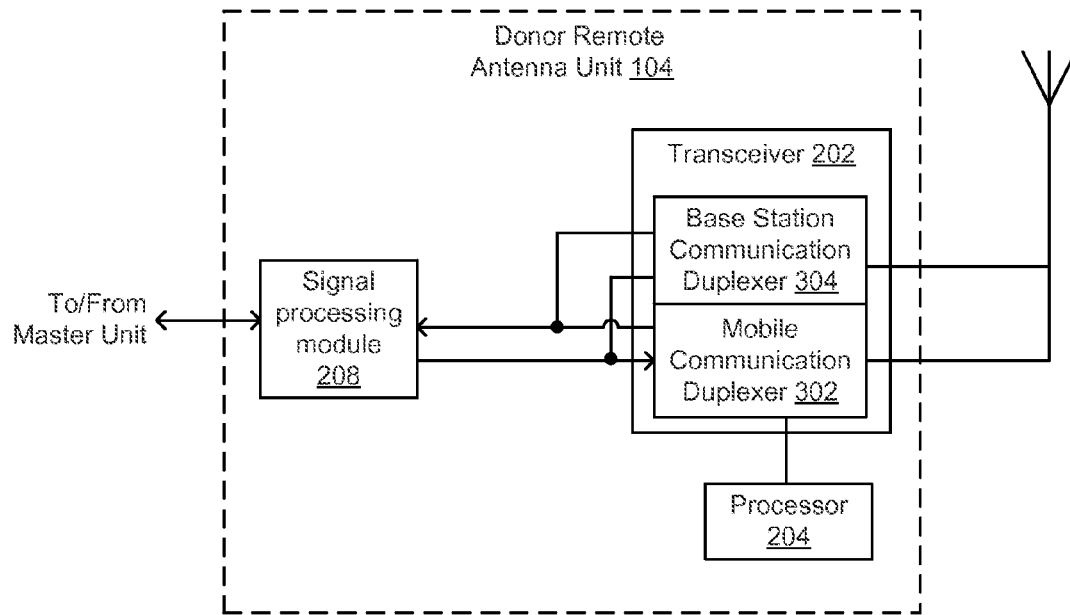 Donor Remote
Antenna Unit 104
Transceiver 202
Base Station
Communication
Duplexer 304
Signal
processing
module
208
To/From
Master Unit
Mobile
Communication
Duplexer 302
Processor
204